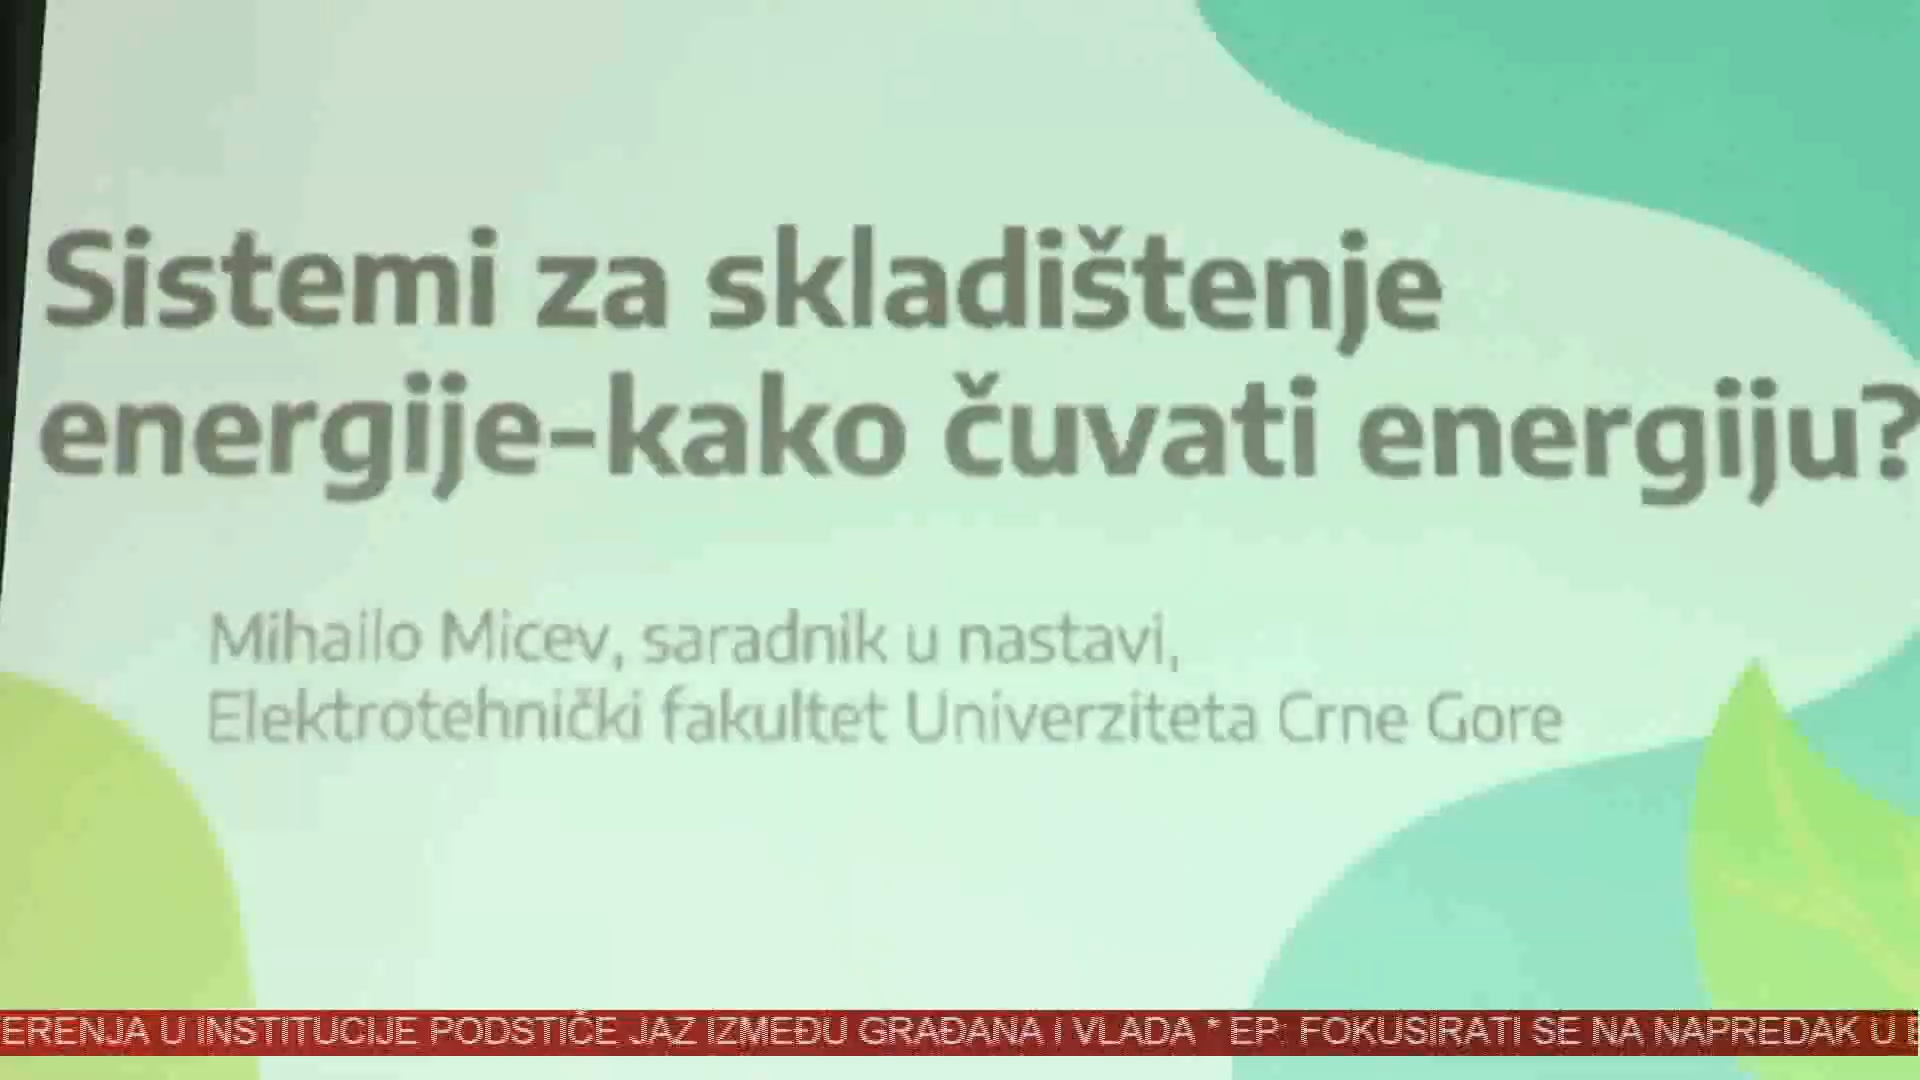 Sistemi za skladištenje
energije-kako čuvati energiju?
Mihailo Micev, saradnik u nastavi,
Elektrotehnički fakultet Univerziteta Crne Gore
ERENJA U INSTITUCIJE PODSTIČE JAZ IZMEĐU GRAĐANA I VLADA * EP: FOKUSIRATI SE NA NAPREDAK U